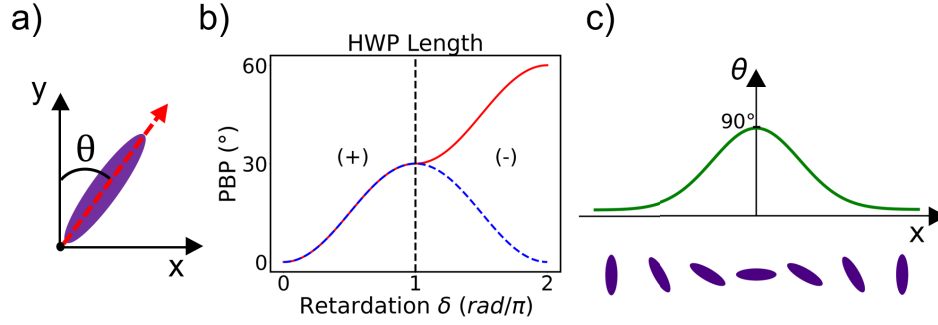 a)
y
θ
x
b)
HWP Length
60
30
0
PBP (°)
(+)
(-)
0 1 2
Retardation δ (rad/π)
c)
θ
90°
x